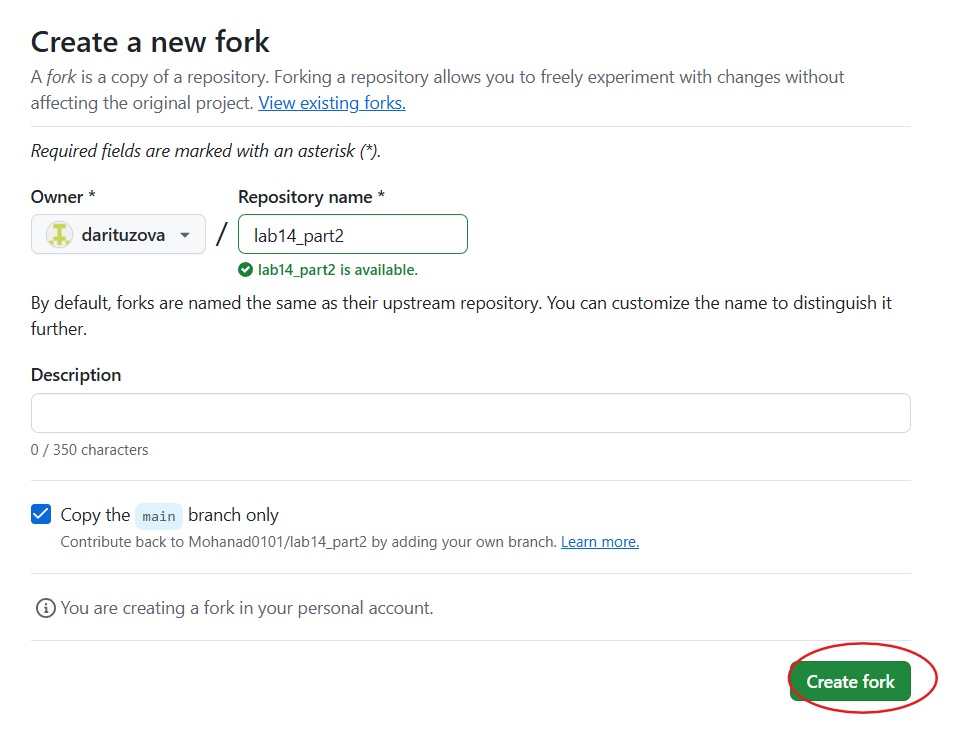 Create a new fork
A fork is a copy of a repository. Forking a repository allows you to freely experiment with changes without
affecting the original project. View existing forks.
Required fields are marked with an asterisk (*).
Owner * Repository name *
darituzova / lab14_part2
lab14_part2 is available.
By default, forks are named the same as their upstream repository. You can customize the name to distinguish it
further.
Description
0 / 350 characters
Copy the main branch only
Contribute back to Mohanad0101/lab14_part2 by adding your own branch. Learn more.
You are creating a fork in your personal account.
Create fork